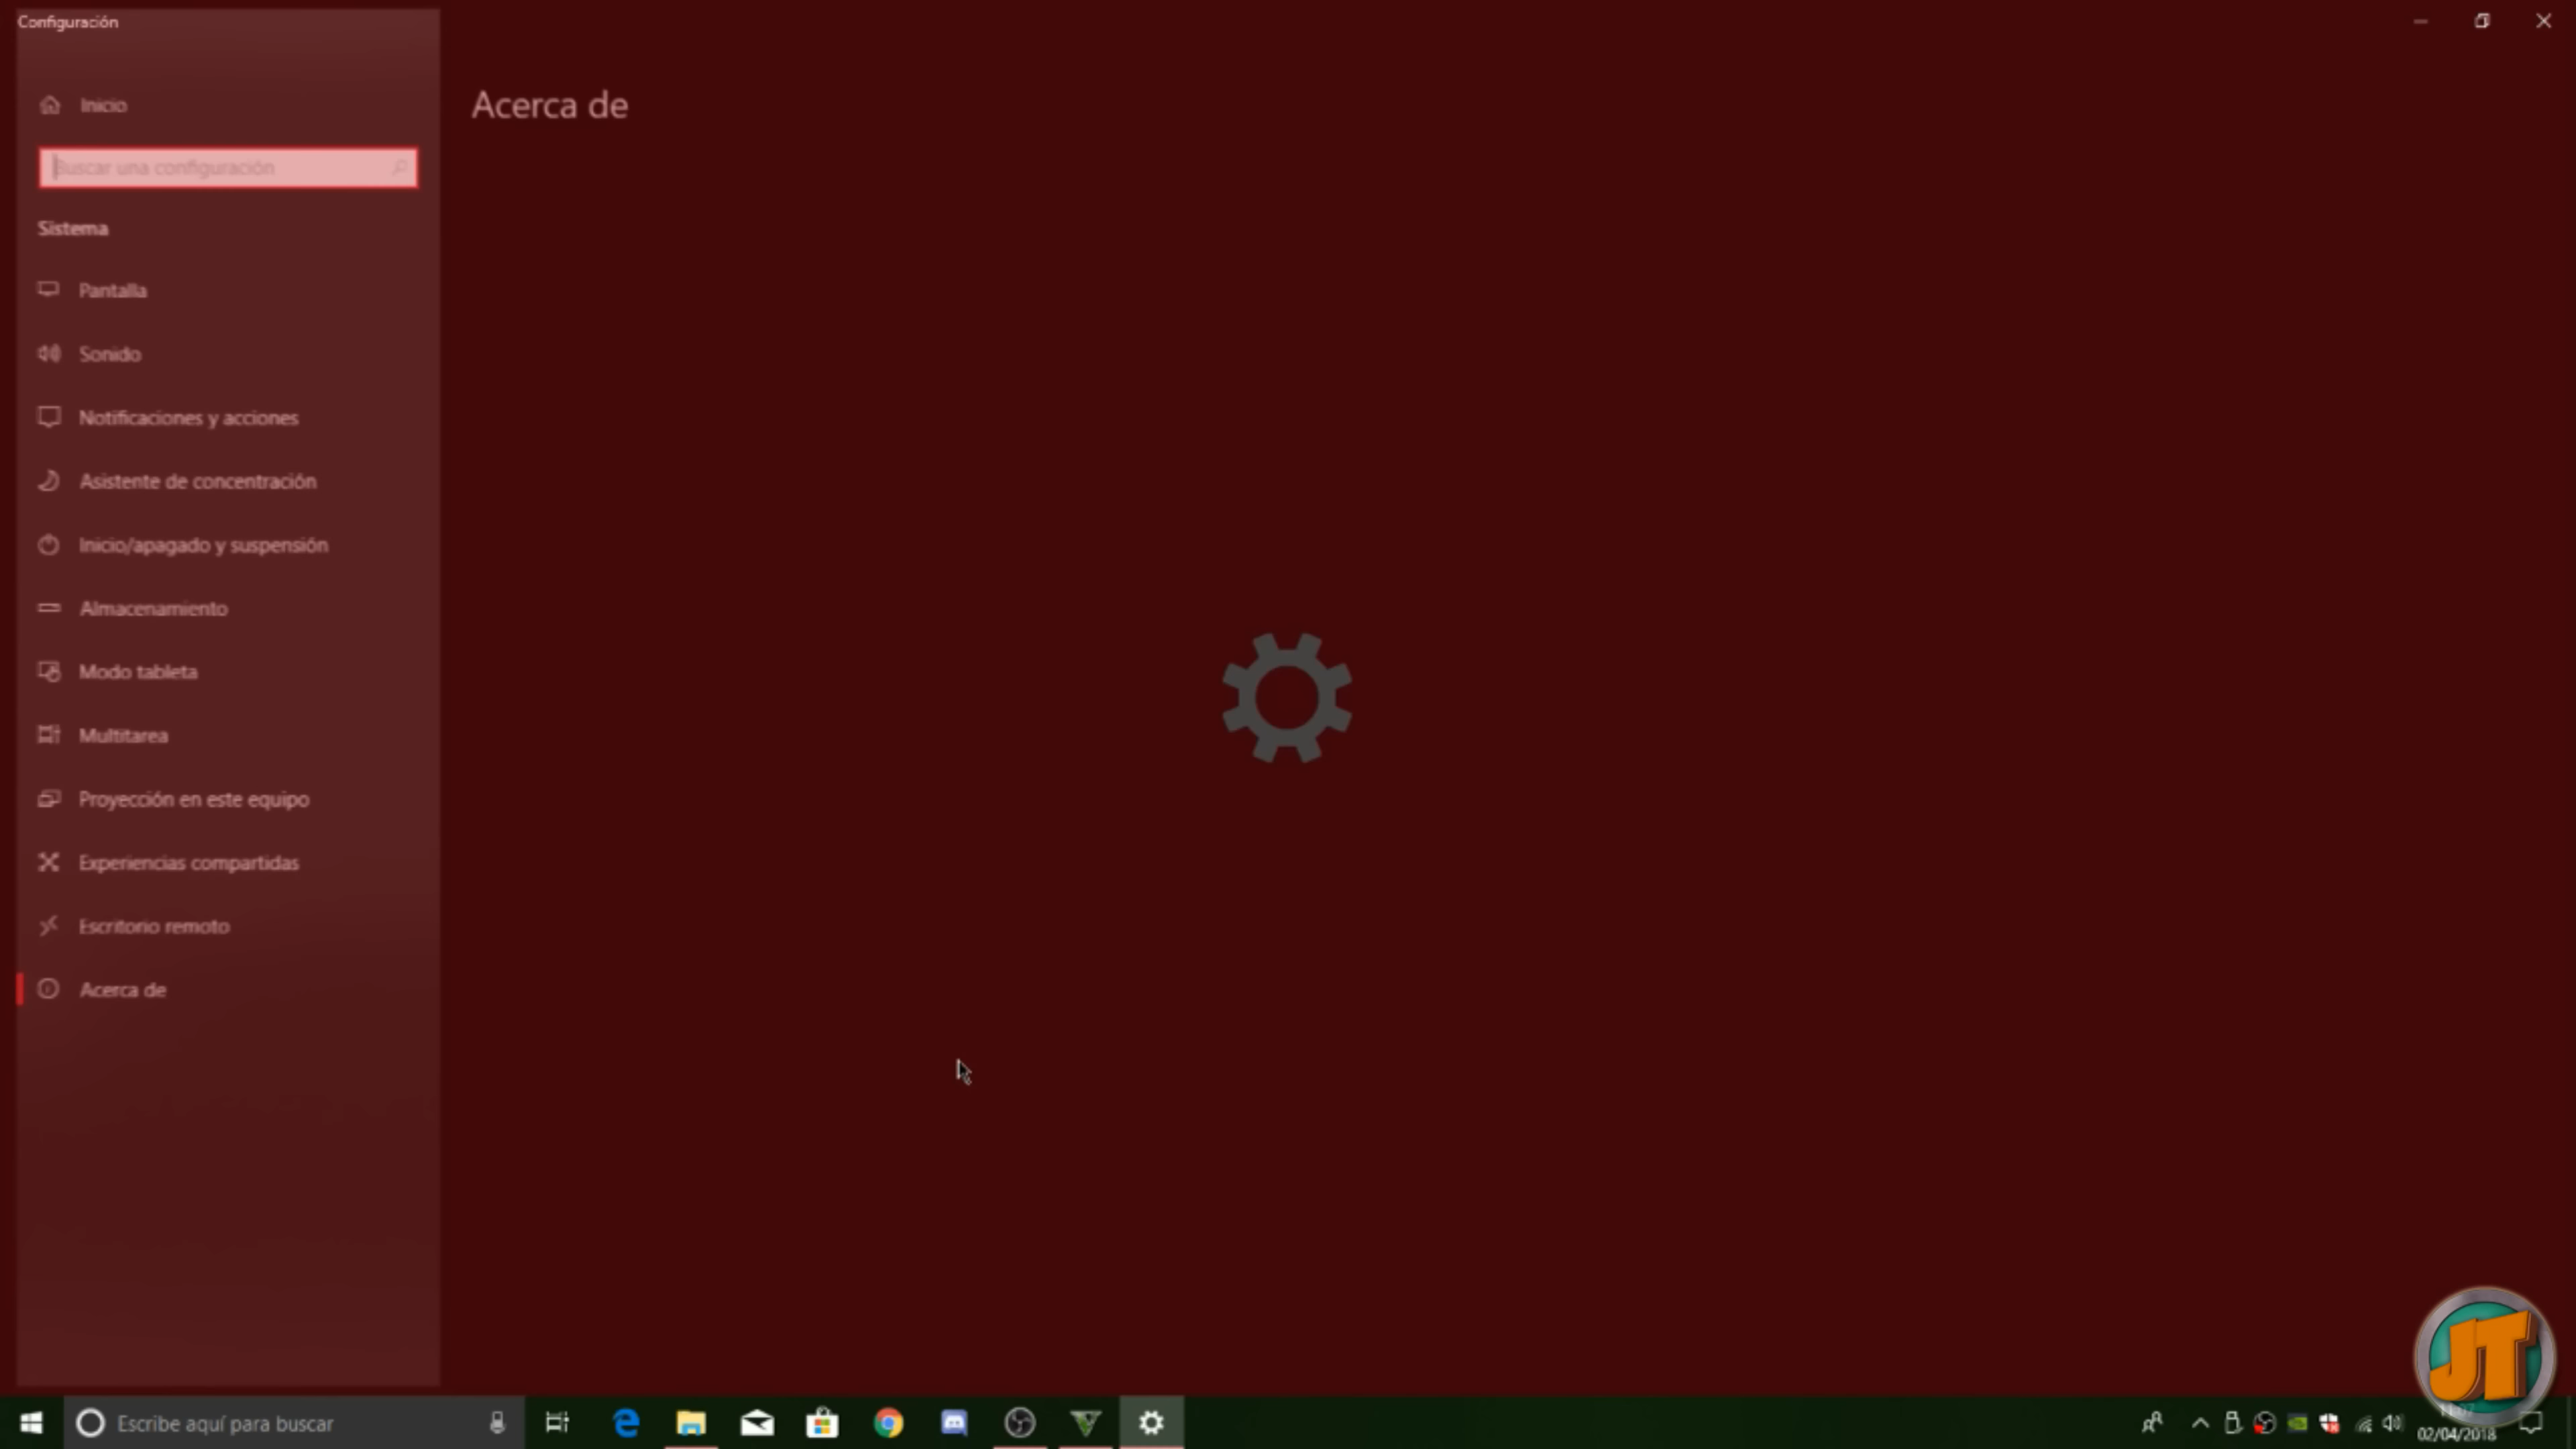 Configuración
Inicio
Acerca de
Buscar una configuración
Sistema
Pantalla
Sonido
Notificaciones y acciones
Asistente de concentración
Inicio/apagado y suspensión
Almacenamiento
Modo tableta
Multitarea
Proyección en este equipo
Experiencias compartidas
Escritorio remoto
Acerca de
JT
Escribe aquí para buscar
02/04/2018